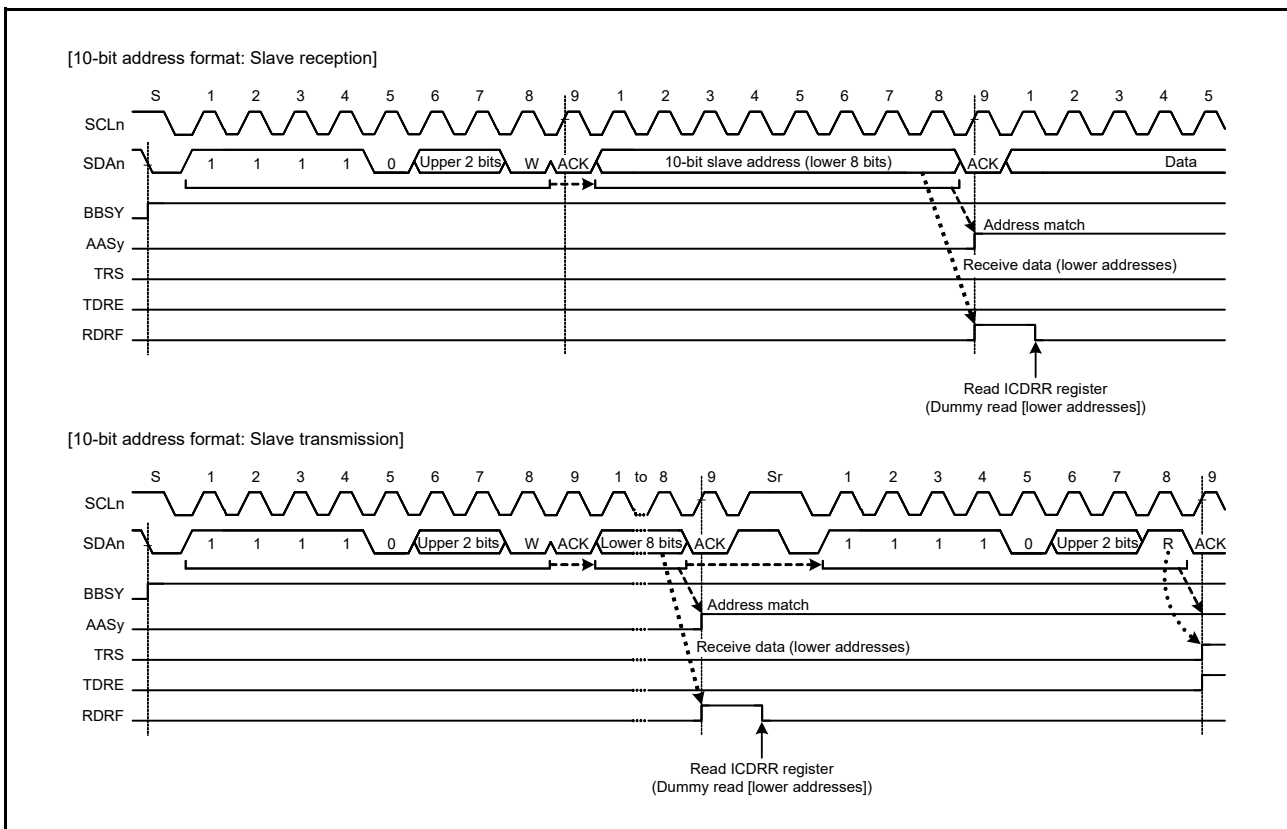 [10-bit address format: Slave reception]
S 1 2 3 4 5 6 7 8 9 1 2 3 4 5 6 7 8 9 1 2 3 4 5
SCLn
SDAn 1 1 1 1 0 Upper 2 bits W ACK 10-bit slave address (lower 8 bits) ACK Data
BBSY
Address match
AASy
Receive data (lower addresses)
TRS
TDRE
RDRF
Read ICDRR register
(Dummy read [lower addresses])
[10-bit address format: Slave transmission]
S 1 2 3 4 5 6 7 8 9 1 to 8 9 Sr 1 2 3 4 5 6 7 8 9
SCLn
SDAn 1 1 1 1 0 Upper 2 bits W ACK Lower 8 bits ACK 1 1 1 1 0 Upper 2 bits R ACK
BBSY
Address match
AASy
Receive data (lower addresses)
TRS
TDRE
RDRF
Read ICDRR register
(Dummy read [lower addresses])